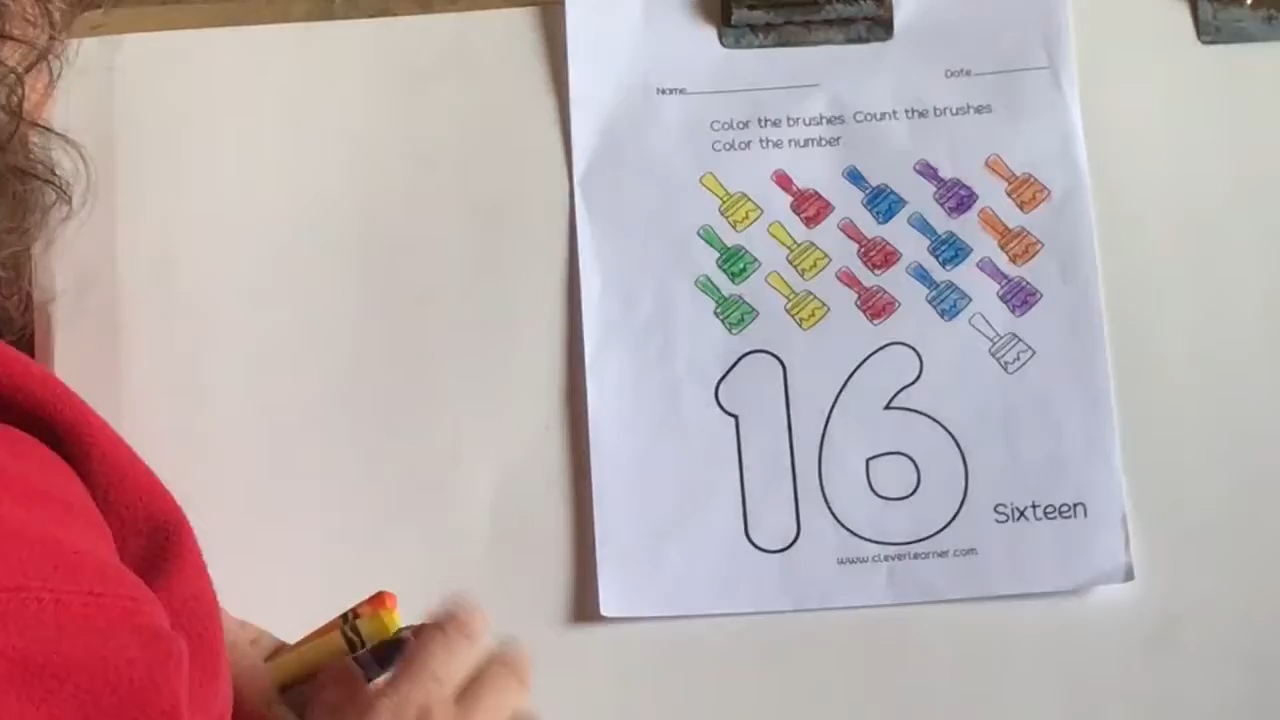 Name Date
Color the brushes. Count the brushes.
Color the number.
16
Sixteen
www.cleverlearner.com